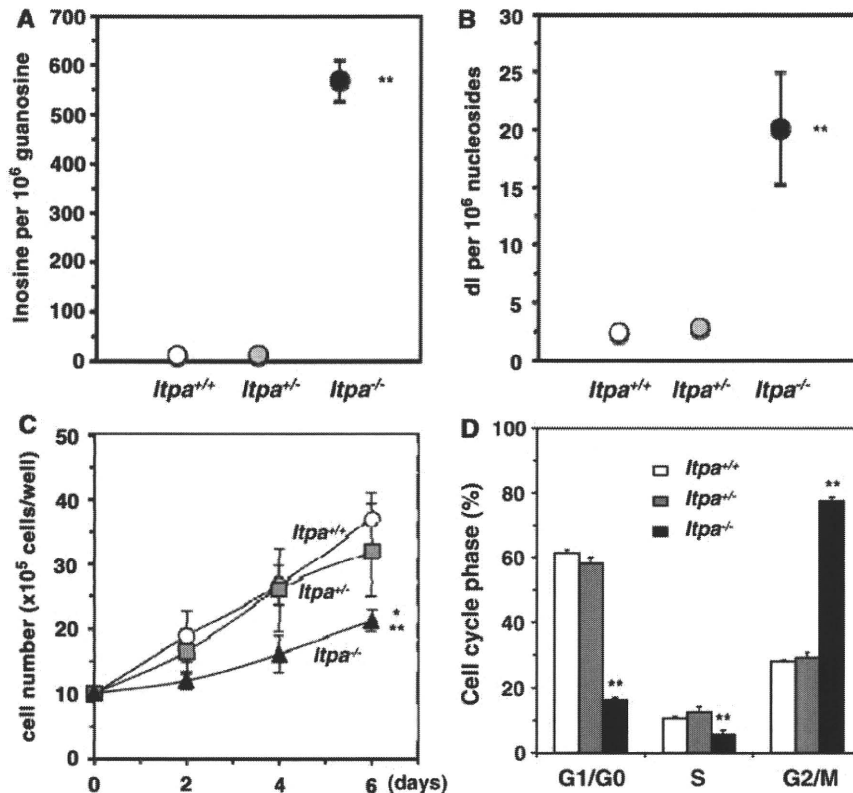 A
Inosine per 10⁶ guanosine
700
600
500
400
300
200
100
0
**
Itpa⁺/⁺
Itpa⁺/⁻
Itpa⁻/⁻
B
dI per 10⁶ nucleosides
30
25
20
15
10
5
0
**
Itpa⁺/⁺
Itpa⁺/⁻
Itpa⁻/⁻
C
cell number (x10⁵ cells/well)
50
40
30
20
10
0
Itpa⁺/⁺
Itpa⁺/⁻
Itpa⁻/⁻
*
**
0
2
4
6
(days)
D
Cell cycle phase (%)
100
80
60
40
20
0
Itpa⁺/⁺
Itpa⁺/⁻
Itpa⁻/⁻
**
**
**
G1/G0
S
G2/M